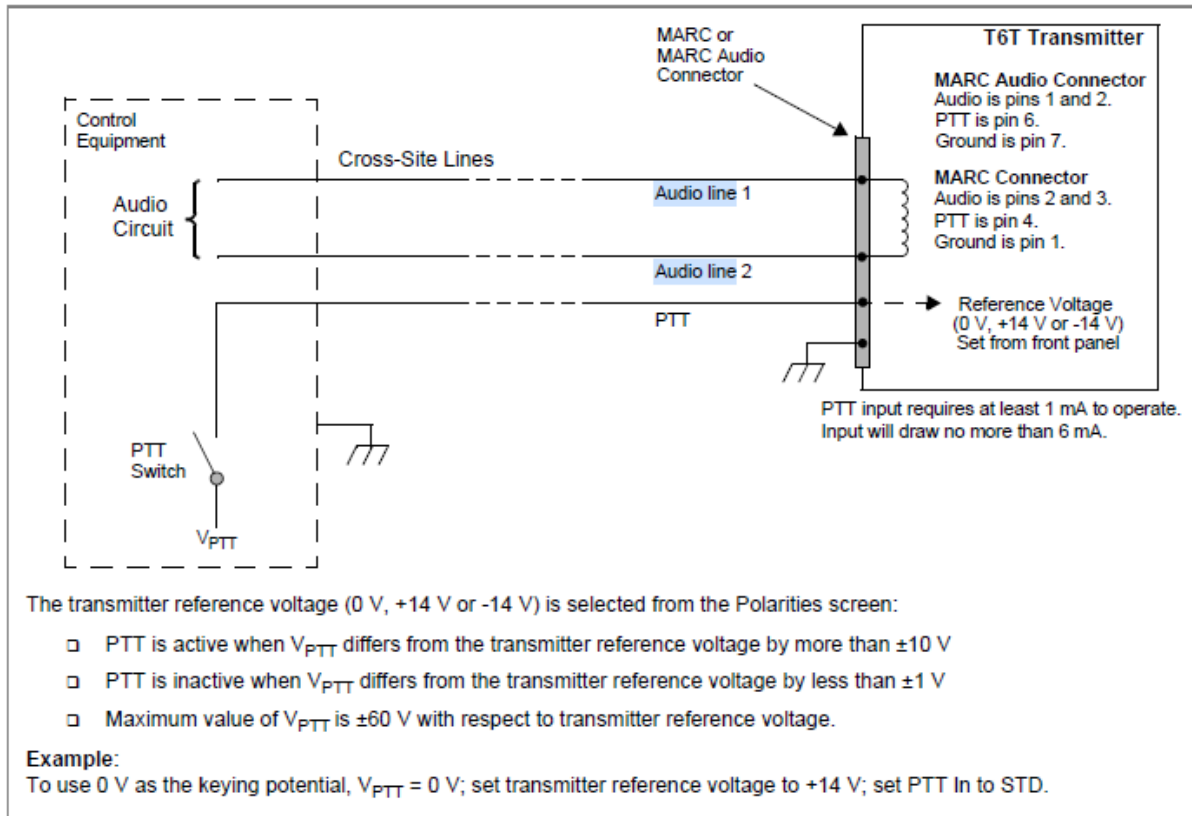 MARC or
MARC Audio
Connector
T6T Transmitter
MARC Audio Connector
Audio is pins 1 and 2.
PTT is pin 6.
Ground is pin 7.
MARC Connector
Audio is pins 2 and 3.
PTT is pin 4.
Ground is pin 1.
Control
Equipment
Cross-Site Lines
Audio
Circuit
Audio line 1
Audio line 2
PTT
Reference Voltage
(0 V, +14 V or -14 V)
Set from front panel
PTT input requires at least 1 mA to operate.
Input will draw no more than 6 mA.
PTT
Switch
VPTT
The transmitter reference voltage (0 V, +14 V or -14 V) is selected from the Polarities screen:
❑ PTT is active when VPTT differs from the transmitter reference voltage by more than ±10 V
❑ PTT is inactive when VPTT differs from the transmitter reference voltage by less than ±1 V
❑ Maximum value of VPTT is ±60 V with respect to transmitter reference voltage.
Example:
To use 0 V as the keying potential, VPTT = 0 V; set transmitter reference voltage to +14 V; set PTT In to STD.